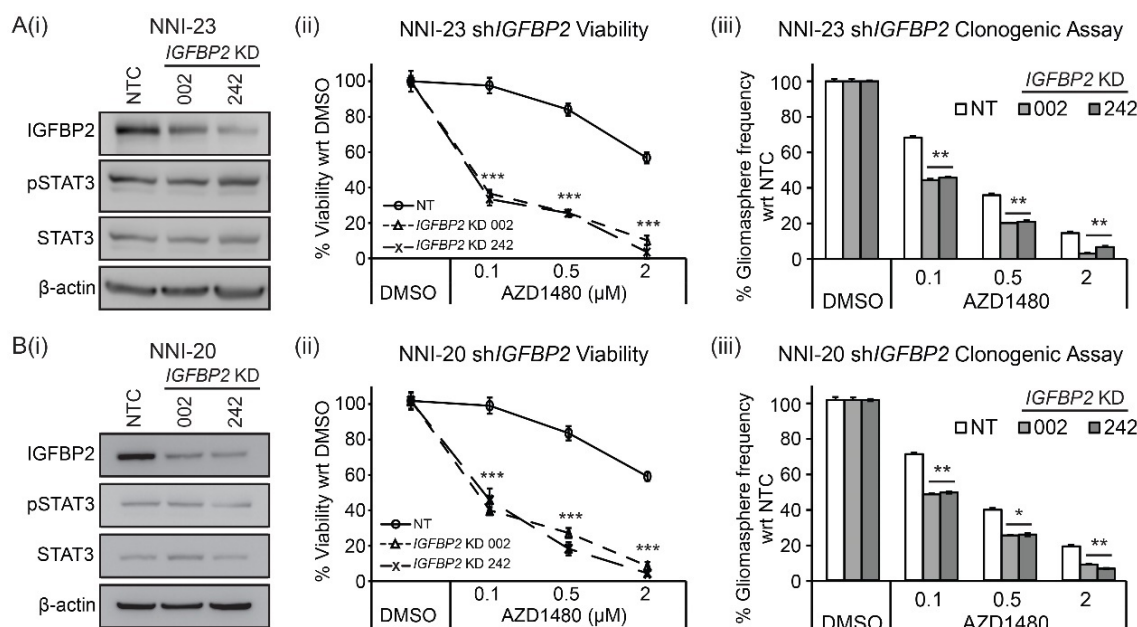 A(i)
NNI-23
IGFBP2 KD
NTC
002
242
IGFBP2
pSTAT3
STAT3
β-actin
(ii)
NNI-23 shIGFBP2 Viability
% Viability wrt DMSO
100
80
60
40
20
0
***
***
***
NT
IGFBP2 KD 002
IGFBP2 KD 242
0.1
0.5
2
DMSO
AZD1480 (µM)
(iii)
NNI-23 shIGFBP2 Clonogenic Assay
% Gliomasphere frequency
wrt NTC
IGFBP2 KD
NT 002 242
100
80
60
40
20
0
**
**
**
0.1
0.5
2
DMSO
AZD1480
B(i)
NNI-20
IGFBP2 KD
NTC
002
242
IGFBP2
pSTAT3
STAT3
β-actin
(ii)
NNI-20 shIGFBP2 Viability
% Viability wrt DMSO
100
80
60
40
20
0
***
***
***
NT
IGFBP2 KD 002
IGFBP2 KD 242
0.1
0.5
2
DMSO
AZD1480 (µM)
(iii)
NNI-20 shIGFBP2 Clonogenic Assay
% Gliomasphere frequency
wrt NTC
IGFBP2 KD
NT 002 242
100
80
60
40
20
0
**
*
**
0.1
0.5
2
DMSO
AZD1480